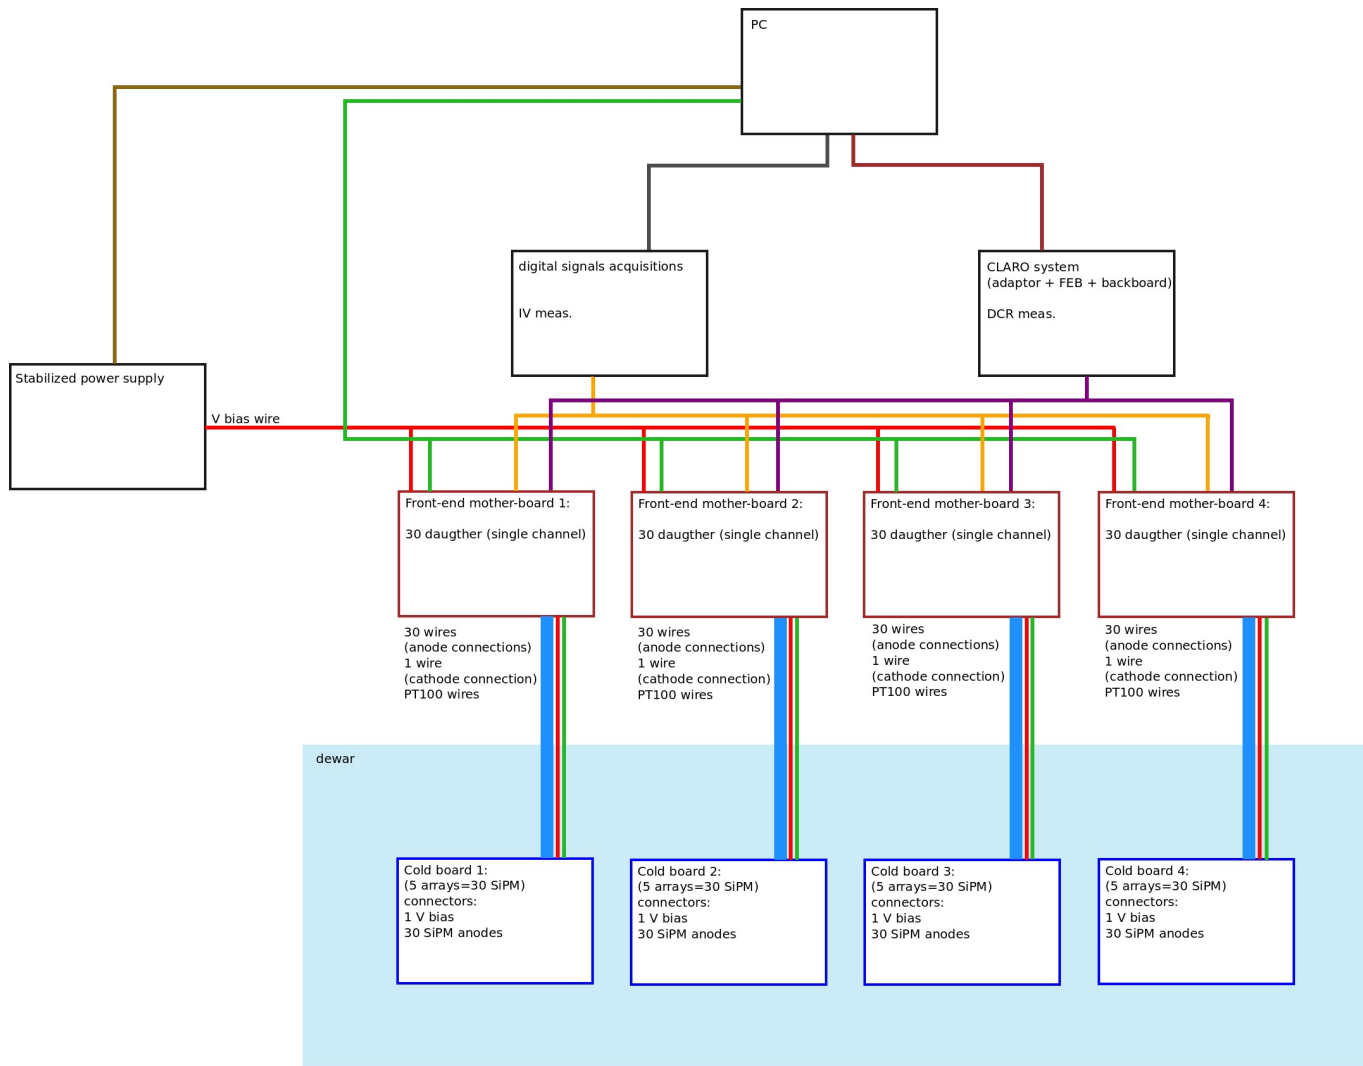 PC
digital signals acquisitions
IV meas.
CLARO system
(adaptor + FEB + backboard)
DCR meas.
Stabilized power supply
V bias wire
Front-end mother-board 1:
30 daugther (single channel)
Front-end mother-board 2:
30 daugther (single channel)
Front-end mother-board 3:
30 daugther (single channel)
Front-end mother-board 4:
30 daugther (single channel)
30 wires
(anode connections)
1 wire
(cathode connection)
PT100 wires
30 wires
(anode connections)
1 wire
(cathode connection)
PT100 wires
30 wires
(anode connections)
1 wire
(cathode connection)
PT100 wires
30 wires
(anode connections)
1 wire
(cathode connection)
PT100 wires
dewar
Cold board 1:
(5 arrays=30 SiPM)
connectors:
1 V bias
30 SiPM anodes
Cold board 2:
(5 arrays=30 SiPM)
connectors:
1 V bias
30 SiPM anodes
Cold board 3:
(5 arrays=30 SiPM)
connectors:
1 V bias
30 SiPM anodes
Cold board 4:
(5 arrays=30 SiPM)
connectors:
1 V bias
30 SiPM anodes